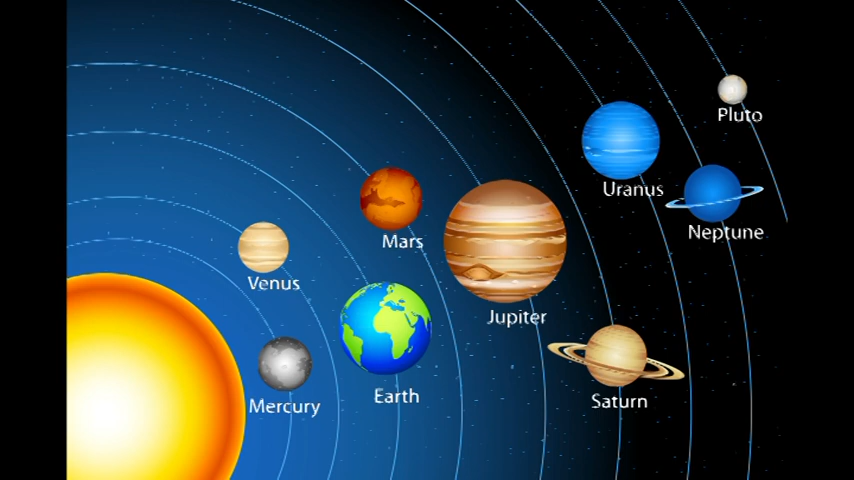 Pluto
Uranus
Neptune
Mars
Venus
Jupiter
Earth
Saturn
Mercury